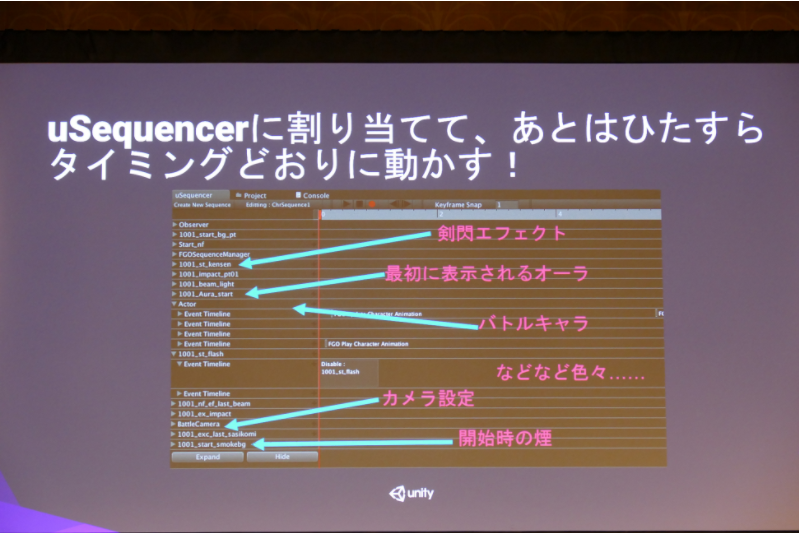 uSequencerに割り当てて、あとはひたすら
タイミングどおりに動かす！
uSequencer Project Console
Create New Sequence Editing : ChrSequence1 Keyframe Snap 1
0 2 4
Observer
1001_start_bg_pt
Start_nf
剣閃エフェクト
FGOSequenceManager
1001_st_kensen
1001_impact_pt01
最初に表示されるオーラ
1001_beam_light
1001_Aura_start
Actor
Event Timeline Character Animation
バトルキャラ
Event Timeline
Event Timeline
Event Timeline FGO Play Character Animation
1001_st_flash
Event Timeline Disable :
1001_st_flash
などなど色々……
Event Timeline
カメラ設定
1001_nf_ef_last_beam
1001_ex_impact
BattleCamera
1001_exc_last_sasikomi
開始時の煙
1001_start_smokebg
Expand Hide
unity